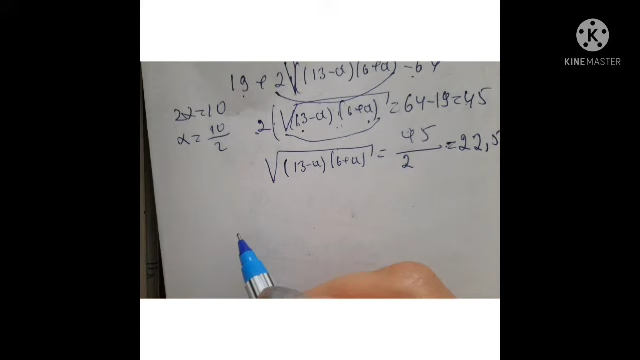 19 + 2√(13-a)(6+a) = 64
2x=10
2(√(13-a)(6+a)) = 64-19=45
x = 10/2
√(13-a)(6+a) = 45/2 = 22,5
KINEMASTER